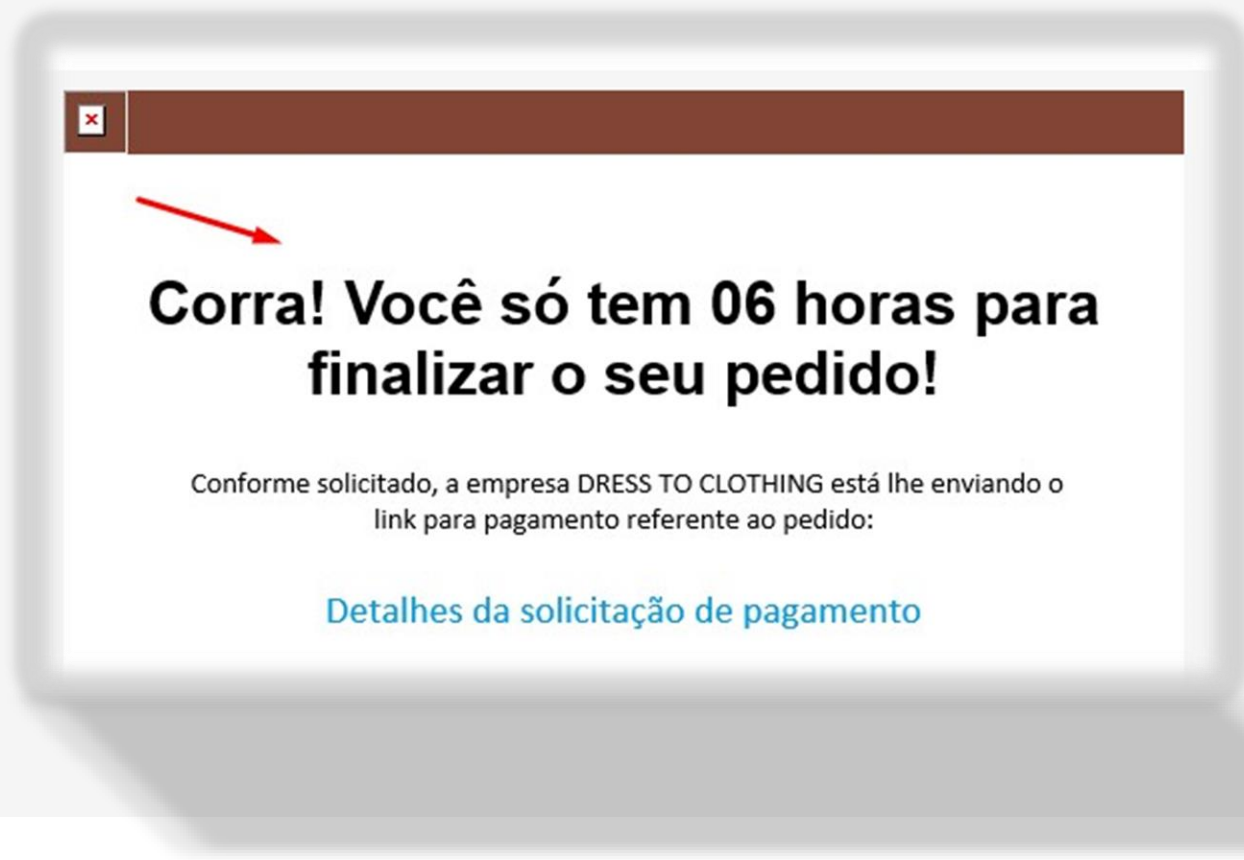 Corra! Você só tem 06 horas para
finalizar o seu pedido!
Conforme solicitado, a empresa DRESS TO CLOTHING está lhe enviando o
link para pagamento referente ao pedido:
Detalhes da solicitação de pagamento